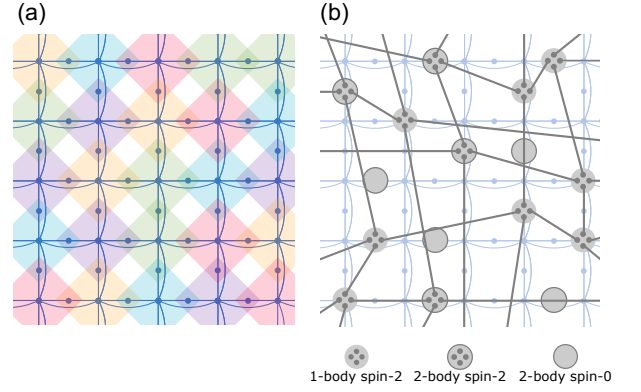 (a)
(b)
1-body spin-2
2-body spin-2
2-body spin-0